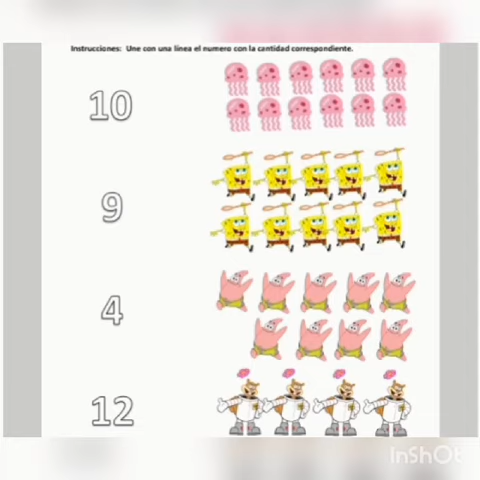 Instrucciones: Une con una línea el numero con la cantidad correspondiente.
10
9
4
12
InShOt